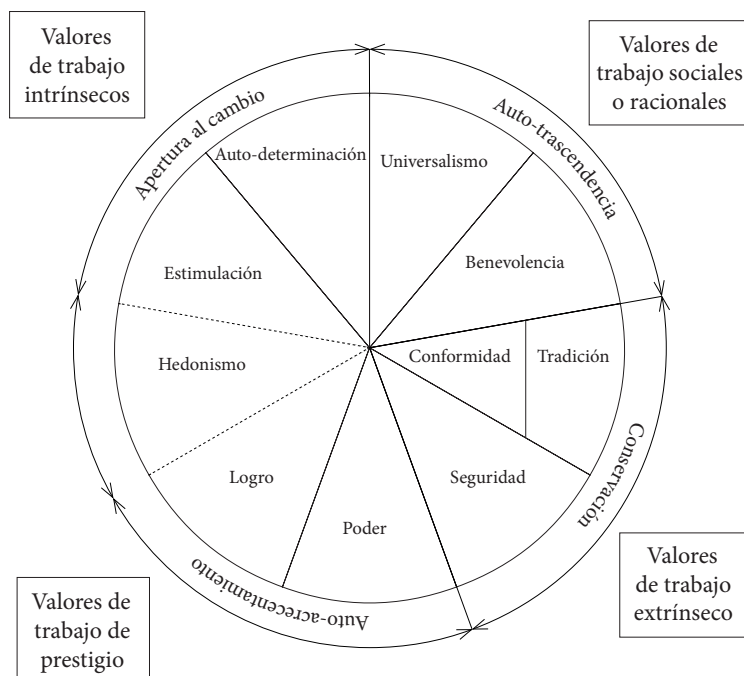 Valores
de trabajo
intrínsecos
Valores de
trabajo sociales
o racionales
Apertura al cambio
Auto-trascendencia
Auto-determinación
Universalismo
Estimulación
Benevolencia
Hedonismo
Conformidad
Tradición
Logro
Seguridad
Poder
Conservación
Auto-acrecentamiento
Valores de
trabajo de
prestigio
Valores
de trabajo
extrínseco